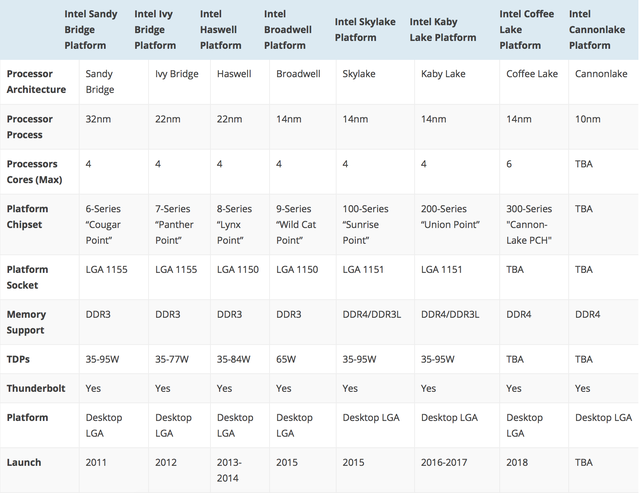 Intel Sandy Bridge Platform Intel Ivy Bridge Platform Intel Haswell Platform Intel Broadwell Platform Intel Skylake Platform Intel Kaby Lake Platform Intel Coffee Lake Platform Intel Cannonlake Platform
Processor Architecture Sandy Bridge Ivy Bridge Haswell Broadwell Skylake Kaby Lake Coffee Lake Cannonlake
Processor Process 32nm 22nm 22nm 14nm 14nm 14nm 14nm 10nm
Processors Cores (Max) 4 4 4 4 4 4 6 TBA
Platform Chipset 6-Series “Cougar Point” 7-Series “Panther Point” 8-Series “Lynx Point” 9-Series “Wild Cat Point” 100-Series “Sunrise Point” 200-Series “Union Point” 300-Series "Cannon-Lake PCH" TBA
Platform Socket LGA 1155 LGA 1155 LGA 1150 LGA 1150 LGA 1151 LGA 1151 TBA TBA
Memory Support DDR3 DDR3 DDR3 DDR3 DDR4/DDR3L DDR4/DDR3L DDR4 DDR4
TDPs 35-95W 35-77W 35-84W 65W 35-95W 35-95W TBA TBA
Thunderbolt Yes Yes Yes Yes Yes Yes Yes Yes
Platform Desktop LGA Desktop LGA Desktop LGA Desktop LGA Desktop LGA Desktop LGA Desktop LGA Desktop LGA
Launch 2011 2012 2013-2014 2015 2015 2016-2017 2018 TBA